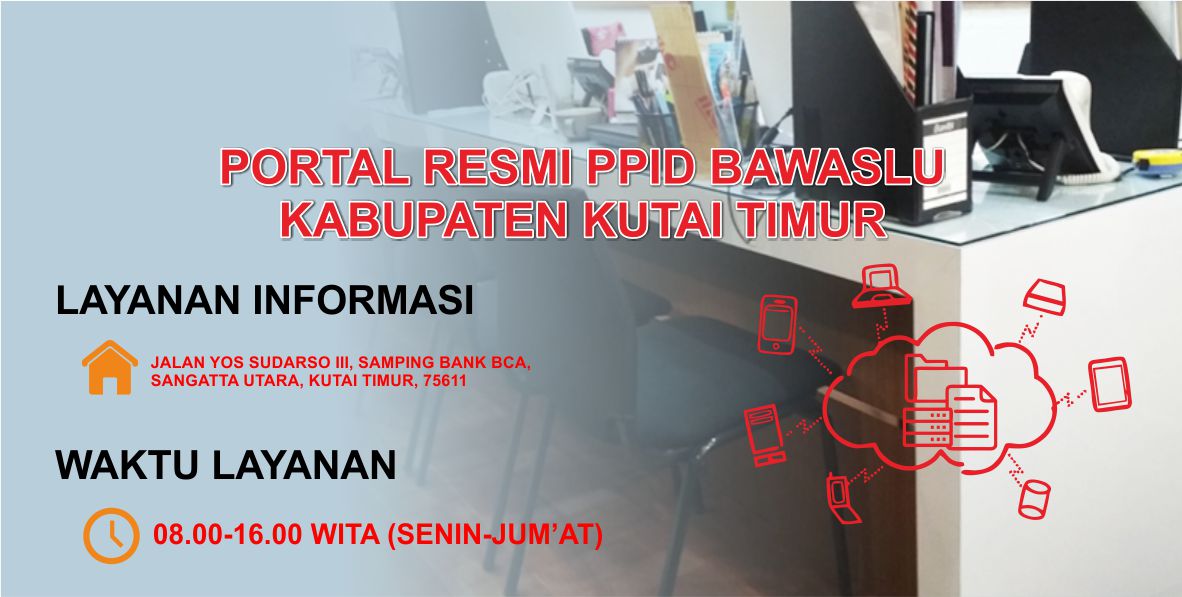 PORTAL RESMI PPID BAWASLU
KABUPATEN KUTAI TIMUR
LAYANAN INFORMASI
JALAN YOS SUDARSO III, SAMPING BANK BCA,
SANGATTA UTARA, KUTAI TIMUR, 75611
WAKTU LAYANAN
08.00-16.00 WITA (SENIN-JUM’AT)